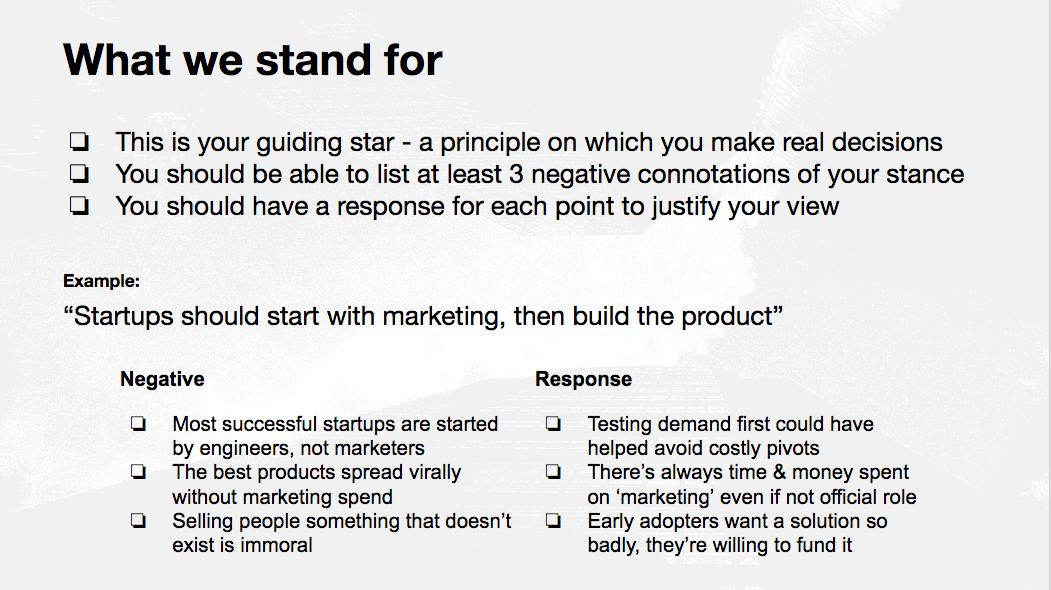 What we stand for
❏ This is your guiding star - a principle on which you make real decisions
❏ You should be able to list at least 3 negative connotations of your stance
❏ You should have a response for each point to justify your view
Example:
“Startups should start with marketing, then build the product”
Negative
❏ Most successful startups are started
by engineers, not marketers
❏ The best products spread virally
without marketing spend
❏ Selling people something that doesn’t
exist is immoral
Response
❏ Testing demand first could have
helped avoid costly pivots
❏ There’s always time & money spent
on ‘marketing’ even if not official role
❏ Early adopters want a solution so
badly, they’re willing to fund it